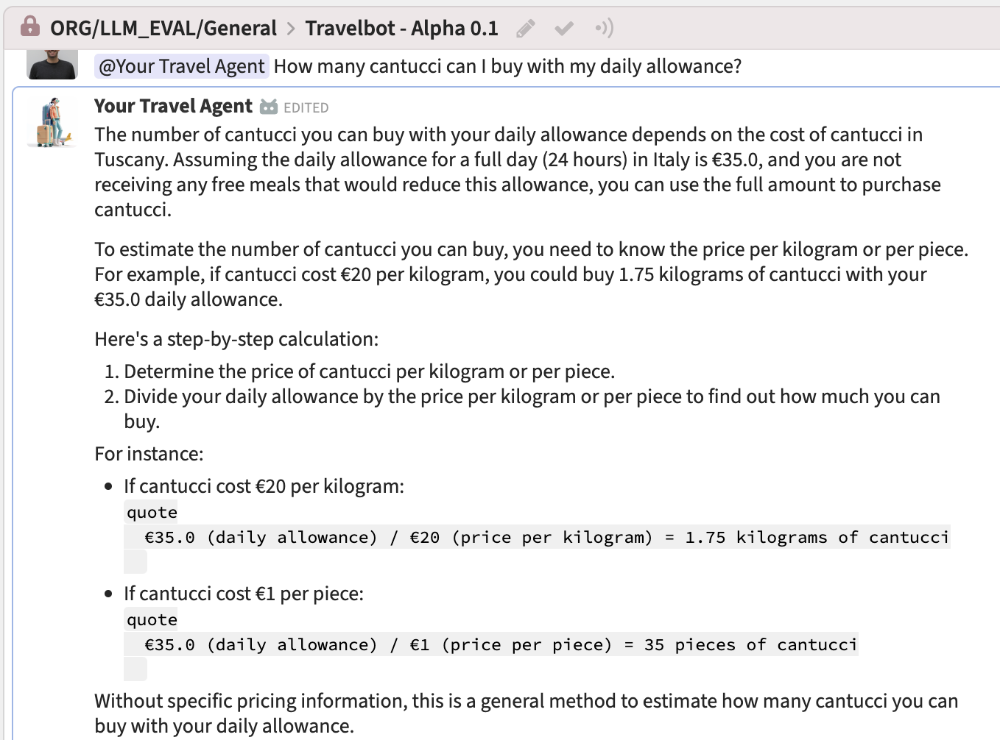 ORG/LLM_EVAL/General > Travelbot - Alpha 0.1
@Your Travel Agent How many cantucci can I buy with my daily allowance?
Your Travel Agent EDITED
The number of cantucci you can buy with your daily allowance depends on the cost of cantucci in
Tuscany. Assuming the daily allowance for a full day (24 hours) in Italy is €35.0, and you are not
receiving any free meals that would reduce this allowance, you can use the full amount to purchase
cantucci.
To estimate the number of cantucci you can buy, you need to know the price per kilogram or per piece.
For example, if cantucci cost €20 per kilogram, you could buy 1.75 kilograms of cantucci with your
€35.0 daily allowance.
Here's a step-by-step calculation:
1. Determine the price of cantucci per kilogram or per piece.
2. Divide your daily allowance by the price per kilogram or per piece to find out how much you can
buy.
For instance:
• If cantucci cost €20 per kilogram:
quote
€35.0 (daily allowance) / €20 (price per kilogram) = 1.75 kilograms of cantucci
• If cantucci cost €1 per piece:
quote
€35.0 (daily allowance) / €1 (price per piece) = 35 pieces of cantucci
Without specific pricing information, this is a general method to estimate how many cantucci you can
buy with your daily allowance.